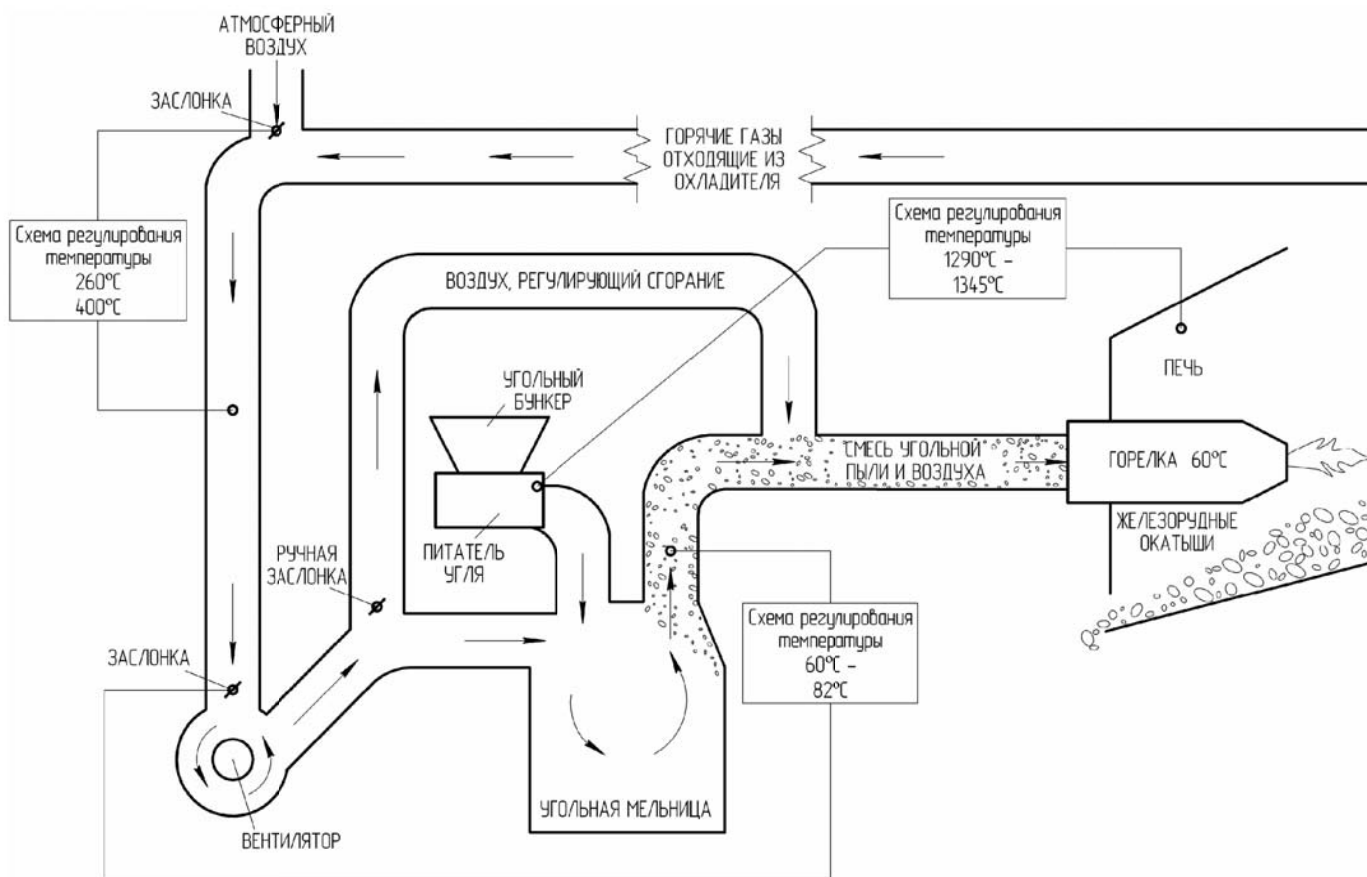 АТМОСФЕРНЫЙ
ВОЗДУХ
ЗАСЛОНКА
ГОРЯЧИЕ ГАЗЫ
ОТХОДЯЩИЕ ИЗ
ОХЛАДИТЕЛЯ
Схема регулирования
температуры
260°С
400°С
Схема регулирования
температуры
1290°С –
1345°С
ВОЗДУХ, РЕГУЛИРУЮЩИЙ СГОРАНИЕ
ПЕЧЬ
УГОЛЬНЫЙ
БУНКЕР
СМЕСЬ УГОЛЬНОЙ
ПЫЛИ И ВОЗДУХА
ГОРЕЛКА 60°С
ЖЕЛЕЗОРУДНЫЕ
ОКАТЫШИ
ПИТАТЕЛЬ
УГЛЯ
РУЧНАЯ
ЗАСЛОНКА
Схема регулирования
температуры
60°С –
82°С
ЗАСЛОНКА
УГОЛЬНАЯ МЕЛЬНИЦА
ВЕНТИЛЯТОР